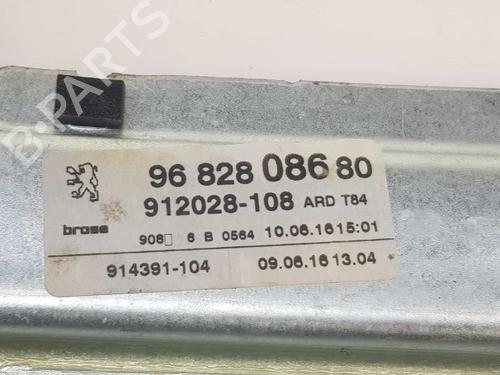 B-PARTS
96 828 086 80
912028-108 ARD T84
brose
908 6 B 0564 10.06.16 15:01
914391-104 09.06.16 13.04